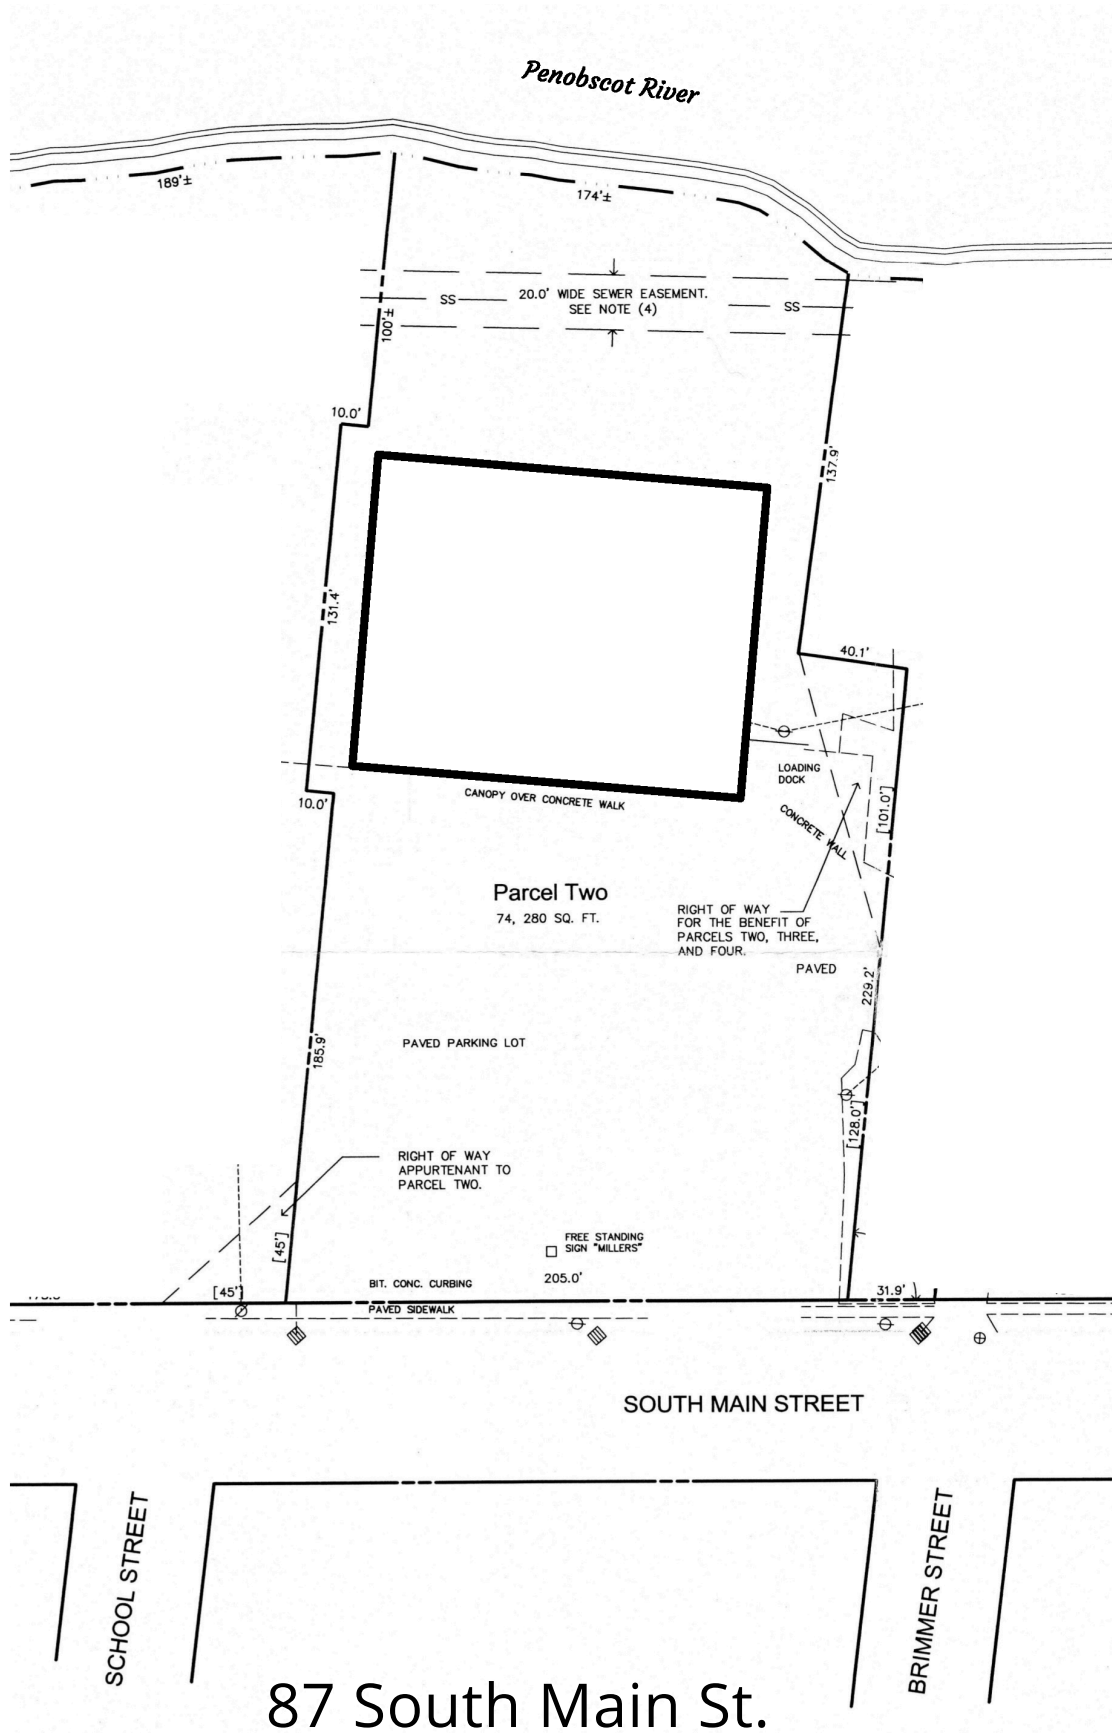 Penobscot River
189'±
174'±
20.0' WIDE SEWER EASEMENT.
SS
SS
SEE NOTE (4)
100'±
10.0'
137.9'
131.4'
40.1'
LOADING
DOCK
10.0'
CANOPY OVER CONCRETE WALK
[101.0']
CONCRETE WALL
Parcel Two
74, 280 SQ. FT.
RIGHT OF WAY
FOR THE BENEFIT OF
PARCELS TWO, THREE,
AND FOUR.
PAVED
229.2'
PAVED PARKING LOT
185.9'
[128.0']
RIGHT OF WAY
APPURTENANT TO
PARCEL TWO.
[45']
FREE STANDING
SIGN "MILLERS"
205.0'
BIT. CONC. CURBING
[45']
31.9'
PAVED SIDEWALK
SOUTH MAIN STREET
SCHOOL STREET
BRIMMER STREET
87 South Main St.